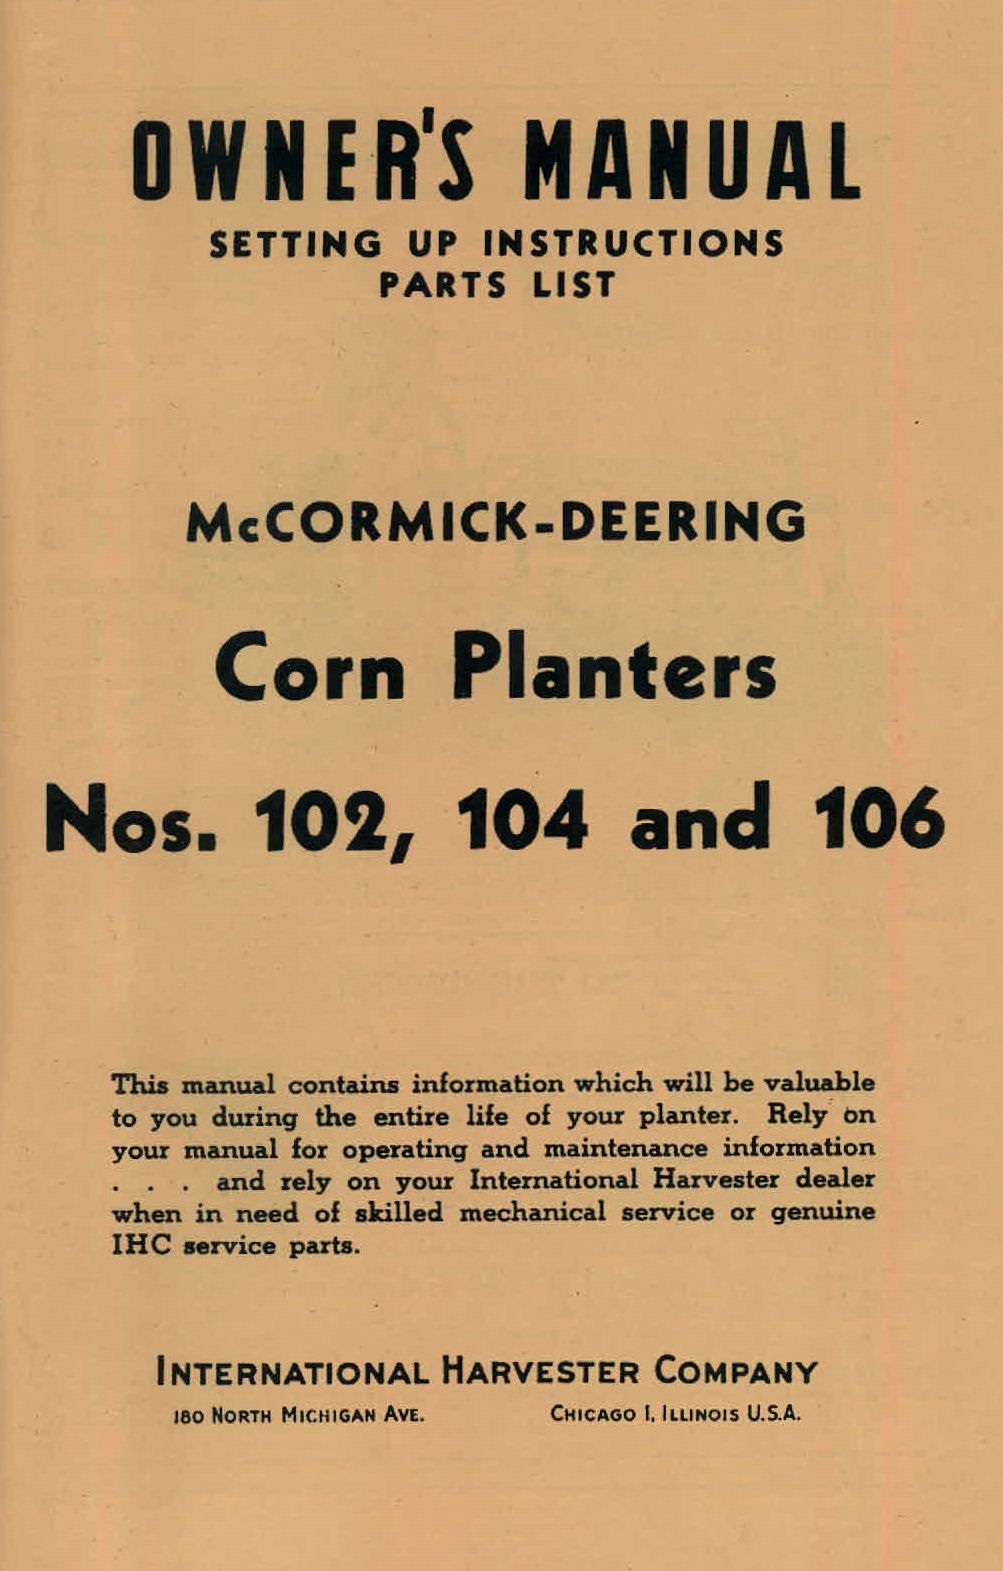 OWNER'S MANUAL
SETTING UP INSTRUCTIONS
PARTS LIST
McCORMICK-DEERING
Corn Planters
Nos. 102, 104 and 106
This manual contains information which will be valuable
to you during the entire life of your planter. Rely on
your manual for operating and maintenance information
. . . and rely on your International Harvester dealer
when in need of skilled mechanical service or genuine
IHC service parts.
INTERNATIONAL HARVESTER COMPANY
180 NORTH MICHIGAN AVE. CHICAGO 1, ILLINOIS U.S.A.